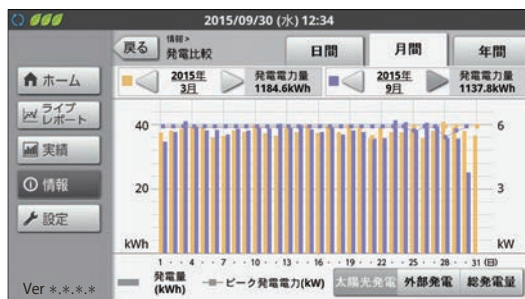 2015/09/30 (水) 12:34
戻る
情報>
発電比較
日間
月間
年間
ホーム
ライブ
レポート
実績
情報
設定
Ver *.*.*.*
2015年
3月
発電電力量
1184.6kWh
2015年
9月
発電電力量
1137.8kWh
40
20
kWh
6
3
kW
1 · · 4 · · 7 · · 10 · · 13 · · 16 · · 19 · · 22 · · 25 · · 28 · · 31 (日)
発電量
(kWh)
ピーク発電電力(kW)
太陽光発電
外部発電
総発電量